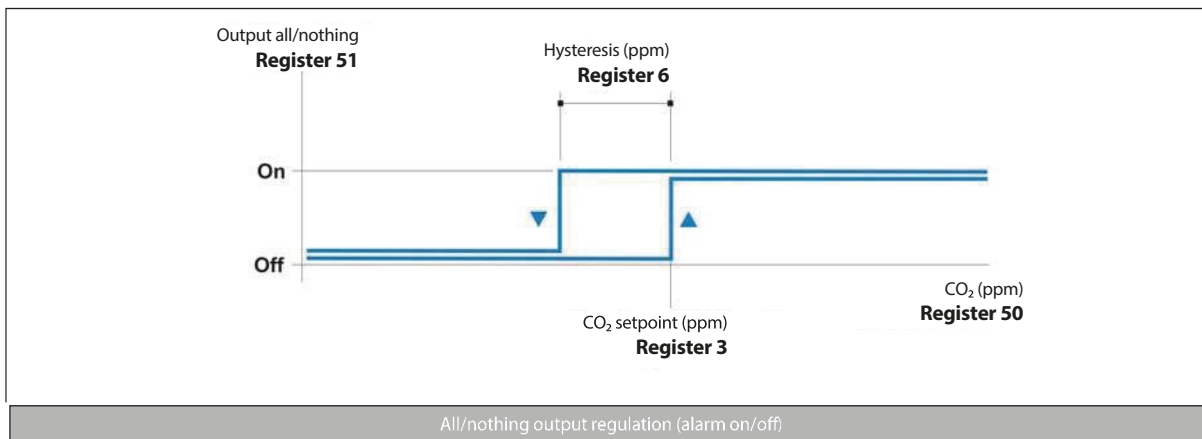 Output all/nothing
Register 51
Hysteresis (ppm)
Register 6
On
Off
CO₂ (ppm)
Register 50
CO₂ setpoint (ppm)
Register 3
All/nothing output regulation (alarm on/off)